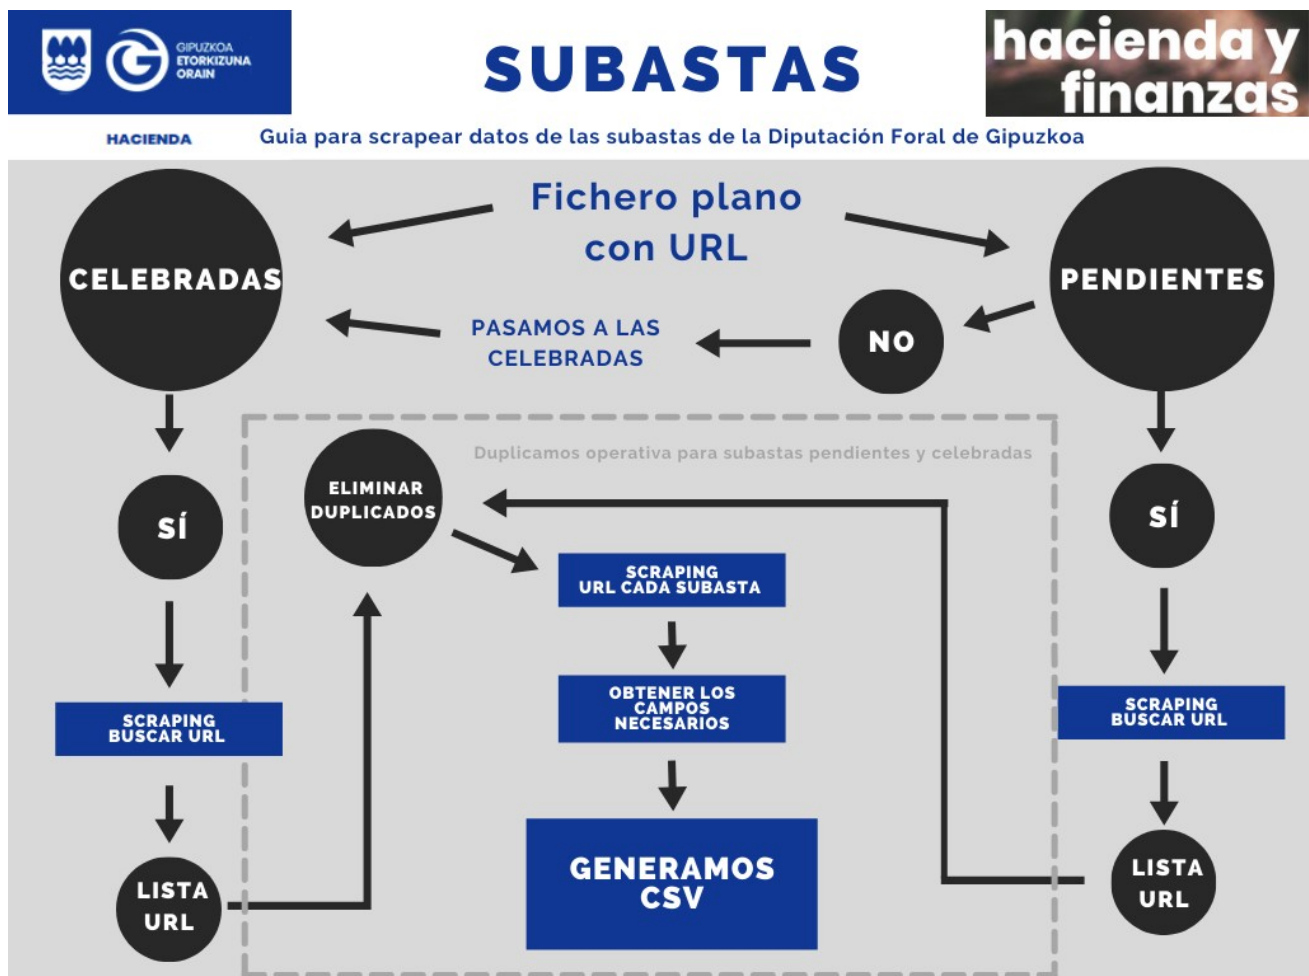 GIPUZKOA
ETORKIZUNA
ORAIN
SUBASTAS
hacienda y
finanzas
HACIENDA
Guia para scrapear datos de las subastas de la Diputación Foral de Gipuzkoa
Fichero plano
con URL
CELEBRADAS
PENDIENTES
PASAMOS A LAS
CELEBRADAS
NO
Duplicamos operativa para subastas pendientes y celebradas
ELIMINAR
DUPLICADOS
SÍ
SÍ
SCRAPING
URL CADA SUBASTA
OBTENER LOS
CAMPOS
NECESARIOS
SCRAPING
BUSCAR URL
SCRAPING
BUSCAR URL
GENERAMOS
CSV
LISTA
URL
LISTA
URL